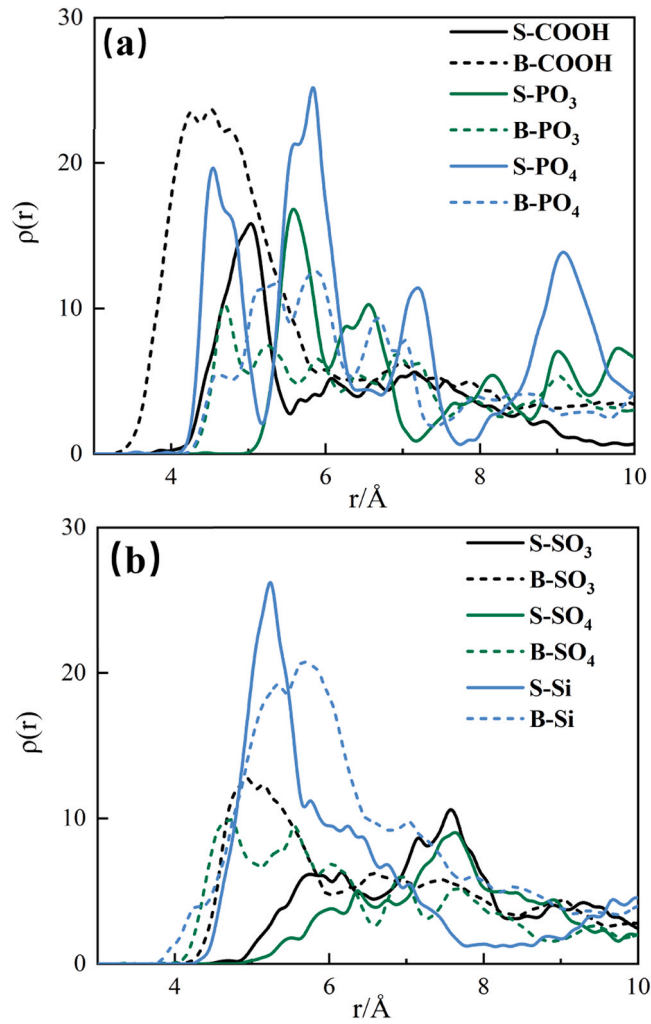 (a)
S-COOH
B-COOH
S-PO₃
B-PO₃
S-PO₄
B-PO₄
30
20
10
0
ρ(r)
4 6 8 10
r/Å
(b)
S-SO₃
B-SO₃
S-SO₄
B-SO₄
S-Si
B-Si
30
20
10
0
ρ(r)
4 6 8 10
r/Å